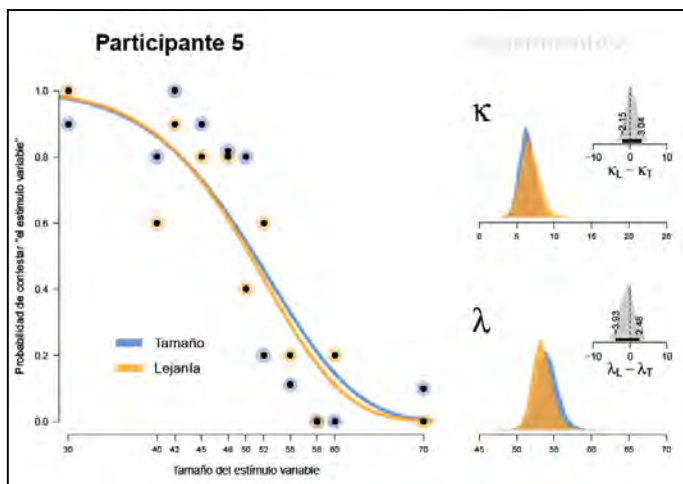 Participante 5
Probabilidad de contestar "el estímulo variable"
1.0
0.8
0.6
0.4
0.2
0.0
Tamaño
Lejanía
30 40 42 45 48 50 52 55 58 60 70
Tamaño del estímulo variable
κ
−2.15
3.04
−10 0 10
κL − κT
0 5 10 15 20 25
λ
−3.93
2.48
−10 0 10
λL − λT
45 50 55 60 65 70